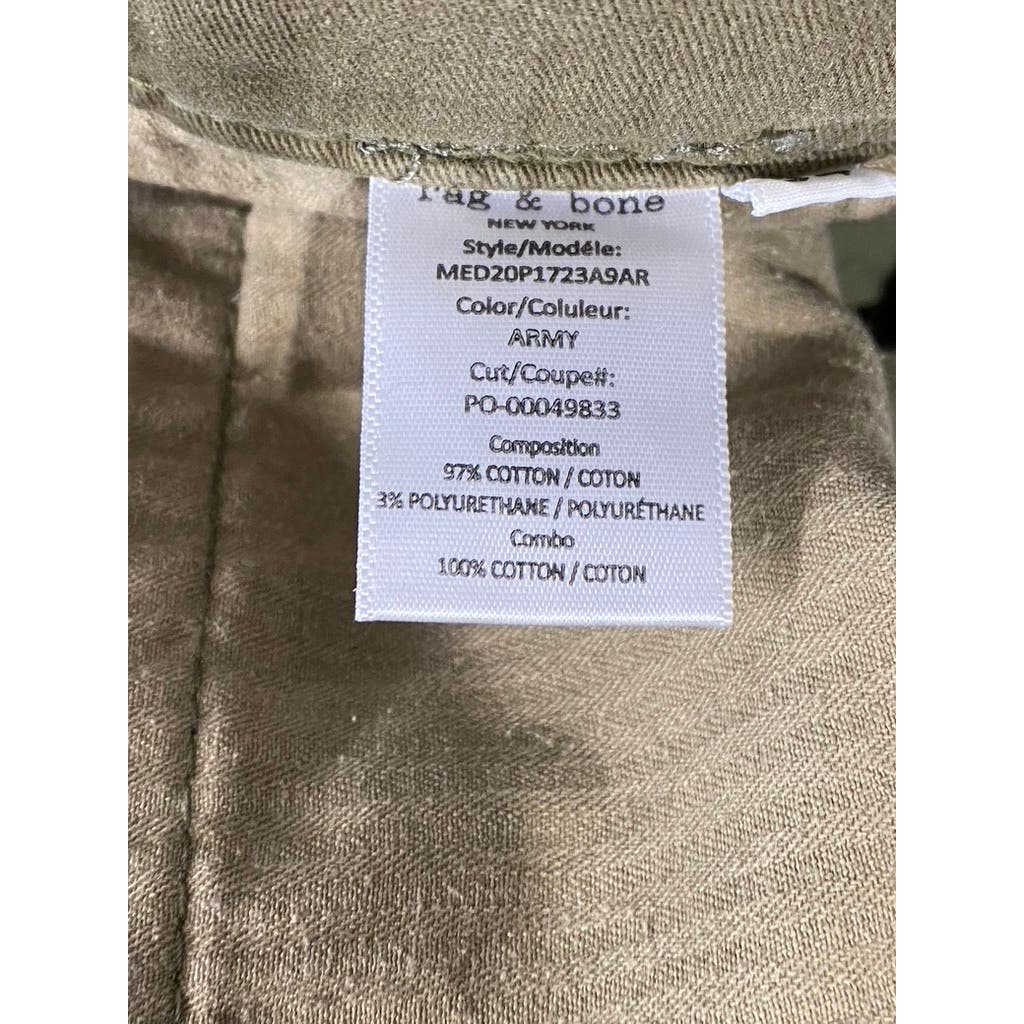 rag & bone
NEW YORK
Style/Modéle:
MED20P1723A9AR
Color/Coluleur:
ARMY
Cut/Coupe#:
PO-00049833
Composition
97% COTTON / COTON
3% POLYURETHANE / POLYURÉTHANE
Combo
100% COTTON / COTON